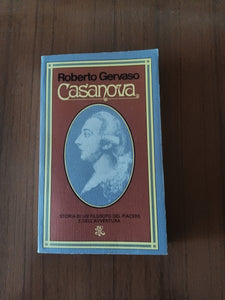 Roberto Gervaso
Casanova
STORIA DI UN FILOSOFO DEL PIACERE
E DELL'AVVENTURA